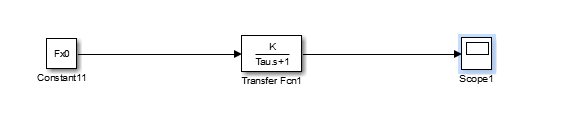 Fx0
Constant11
K
Tau.s+1
Transfer Fcn1
Scope1